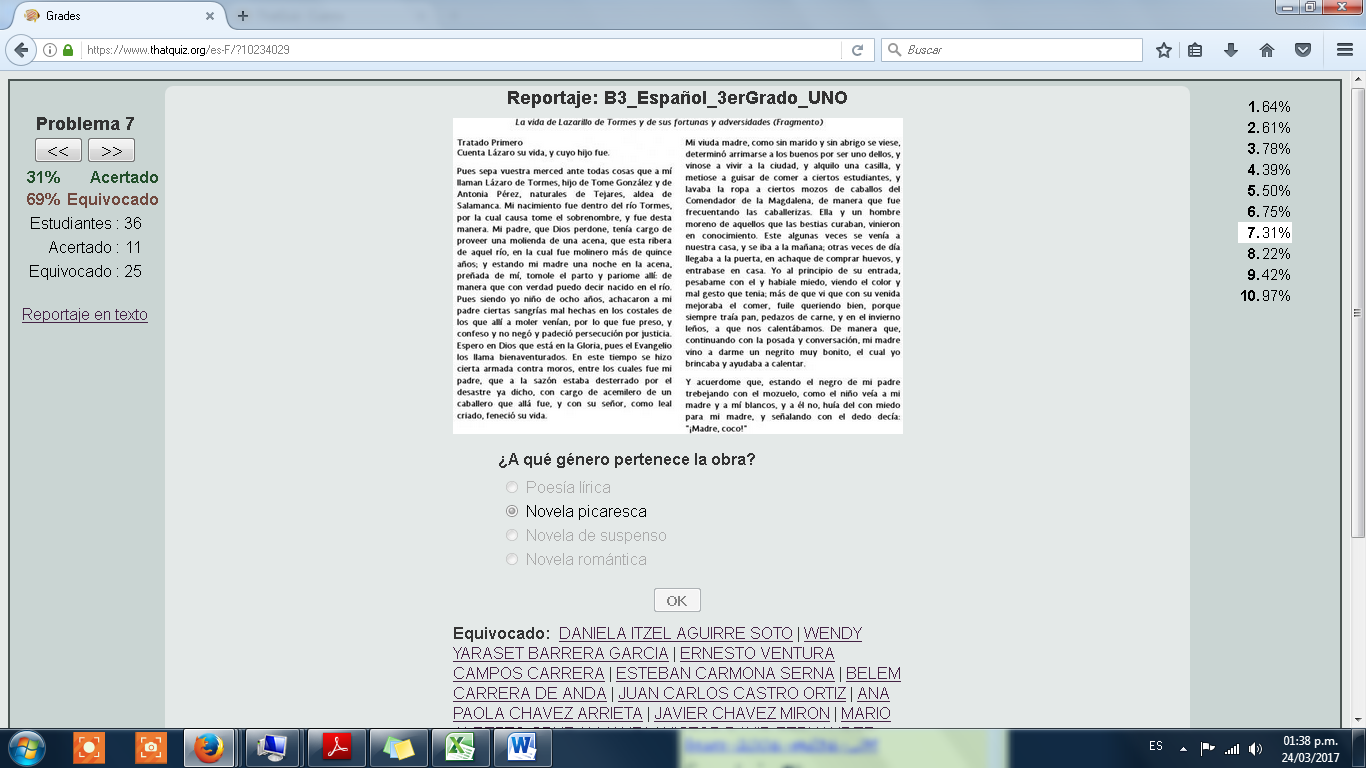 Grades
https://www.thatquiz.org/es-F/?10234029
Buscar
Problema 7
<< >>
31% Acertado
69% Equivocado
Estudiantes : 36
Acertado : 11
Equivocado : 25
Reportaje en texto
Reportaje: B3_Español_3erGrado_UNO
La vida de Lazarillo de Tormes y de sus fortunas y adversidades (Fragmento)
Tratado Primero
Cuenta Lázaro su vida, y cuyo hijo fue.
Pues sepa vuestra merced ante todas cosas que a mí
llaman Lázaro de Tormes, hijo de Tome González y de
Antonia Pérez, naturales de Tejares, aldea de
Salamanca. Mi nacimiento fue dentro del río Tormes,
por la cual causa tome el sobrenombre, y fue desta
manera. Mi padre, que Dios perdone, tenía cargo de
proveer una molienda de una acena, que esta ribera
de aquel río, en la cual fue molinero más de quince
años; y estando mi madre una noche en la acena,
preñada de mí, tomole el parto y pariome allí: de
manera que con verdad puedo decir nacido en el río.
Pues siendo yo niño de ocho años, achacaron a mi
padre ciertas sangrías mal hechas en los costales de
los que allí a moler venían, por lo que fue preso, y
confeso y no negó y padeció persecución por justicia.
Espero en Dios que está en la Gloria, pues el Evangelio
los llama bienaventurados. En este tiempo se hizo
cierta armada contra moros, entre los cuales fue mi
padre, que a la sazón estaba desterrado por el
desastre ya dicho, con cargo de acemilero de un
caballero que allá fue, y con su señor, como leal
criado, feneció su vida.
Mi viuda madre, como sin marido y sin abrigo se viese,
determinó arrimarse a los buenos por ser uno dellos, y
vinose a vivir a la ciudad, y alquilo una casilla, y
metiose a guisar de comer a ciertos estudiantes, y
lavaba la ropa a ciertos mozos de caballos del
Comendador de la Magdalena, de manera que fue
frecuentando las caballerizas. Ella y un hombre
moreno de aquellos que las bestias curaban, vinieron
en conocimiento. Este algunas veces se venía a
nuestra casa, y se iba a la mañana; otras veces de día
llegaba a la puerta, en achaque de comprar huevos, y
entrabase en casa. Yo al principio de su entrada,
pesabame con el y habiale miedo, viendo el color y
mal gesto que tenia; más de que vi que con su venida
mejoraba el comer, fuile queriendo bien, porque
siempre traía pan, pedazos de carne, y en el invierno
leños, a que nos calentábamos. De manera que,
continuando con la posada y conversación, mi madre
vino a darme un negrito muy bonito, el cual yo
brincaba y ayudaba a calentar.
Y acuerdome que, estando el negro de mi padre
trebejando con el mozuelo, como el niño veía a mi
madre y a mí blancos, y a él no, huía del con miedo
para mi madre, y señalando con el dedo decía:
"¡Madre, coco!"
¿A qué género pertenece la obra?
Poesía lírica
Novela picaresca
Novela de suspenso
Novela romántica
OK
Equivocado: DANIELA ITZEL AGUIRRE SOTO | WENDY
YARASET BARRERA GARCIA | ERNESTO VENTURA
CAMPOS CARRERA | ESTEBAN CARMONA SERNA | BELEM
CARRERA DE ANDA | JUAN CARLOS CASTRO ORTIZ | ANA
PAOLA CHAVEZ ARRIETA | JAVIER CHAVEZ MIRON | MARIO
1. 64%
2. 61%
3. 78%
4. 39%
5. 50%
6. 75%
7. 31%
8. 22%
9. 42%
10. 97%
ES
01:38 p.m.
24/03/2017